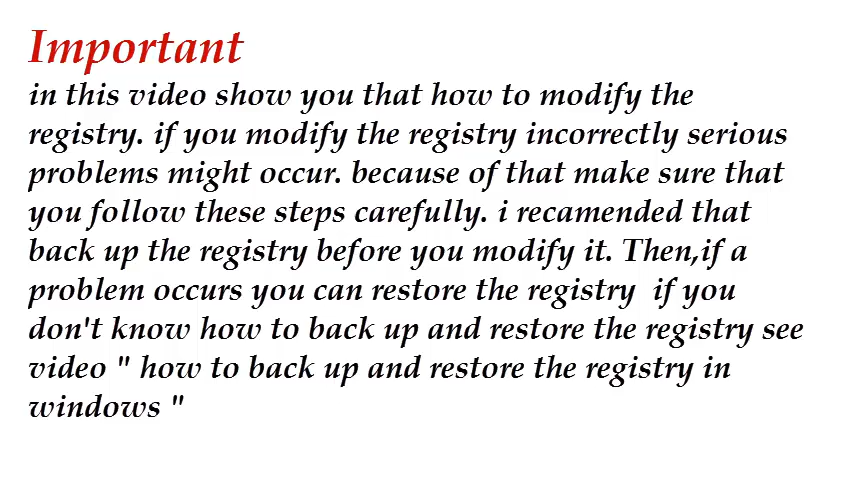 Important
in this video show you that how to modify the
registry. if you modify the registry incorrectly serious
problems might occur. because of that make sure that
you follow these steps carefully. i recamended that
back up the registry before you modify it. Then,if a
problem occurs you can restore the registry  if you
don't know how to back up and restore the registry see
video " how to back up and restore the registry in
windows "